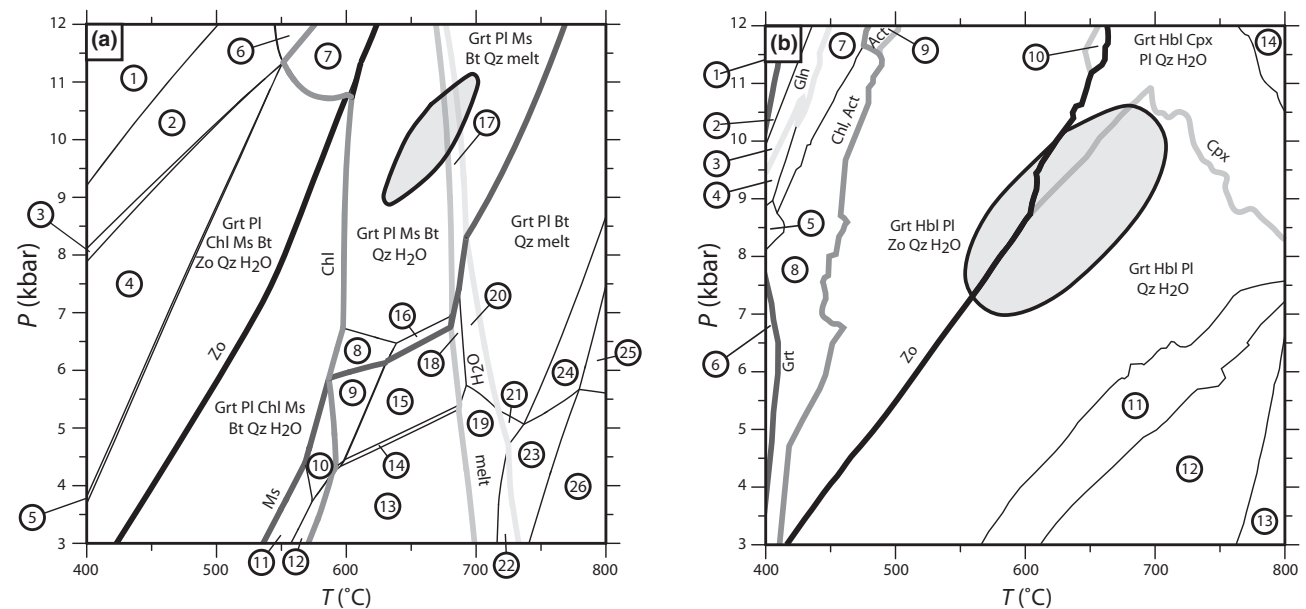 (a)
12
11
10
9
8
7
6
5
4
3
P (kbar)
400
500
600
700
800
T (˚C)
1
2
3
4
5
6
7
Grt Pl Ms
Bt Qz melt
17
Grt Pl
Chl Ms Bt
Zo Qz H2O
Chl
Grt Pl Ms Bt
Qz H2O
Grt Pl Bt
Qz melt
Zo
16
20
8
18
H2O
25
24
9
15
21
Grt Pl Chl Ms
Bt Qz H2O
19
10
14
23
melt
Ms
13
26
11
12
22
(b)
12
11
10
9
8
7
6
5
4
3
P (kbar)
400
500
600
700
800
T (˚C)
7
Act
9
10
Grt Hbl Cpx
Pl Qz H2O
14
1
Gln
2
Chl, Act
3
Cpx
4
5
Grt Hbl Pl
Zo Qz H2O
8
Grt Hbl Pl
Qz H2O
6
Grt
Zo
11
12
13